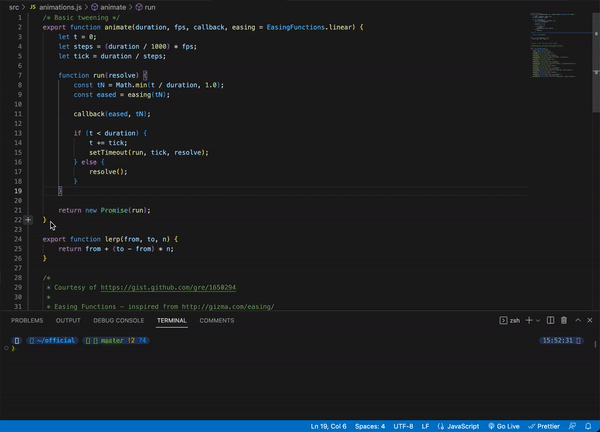 src > JS animations.js > animate > run
1 /* Basic tweening */
2 export function animate(duration, fps, callback, easing = EasingFunctions.linear) {
3 let t = 0;
4 let steps = (duration / 1000) * fps;
5 let tick = duration / steps;
6
7 function run(resolve) {
8 const tN = Math.min(t / duration, 1.0);
9 const eased = easing(tN);
10
11 callback(eased, tN);
12
13 if (t < duration) {
14 t += tick;
15 setTimeout(run, tick, resolve);
16 } else {
17 resolve();
18 }
19 }
20
21 return new Promise(run);
22 }
23
24 export function lerp(from, to, n) {
25 return from + (to - from) * n;
26 }
27
28 /*
29 * Courtesy of https://gist.github.com/gre/1650294
30 *
31 * Easing Functions - inspired from http://gizma.com/easing/
PROBLEMS OUTPUT DEBUG CONSOLE TERMINAL COMMENTS zsh
~/official master !2 ?4 15:52:31
Ln 19, Col 6 Spaces: 4 UTF-8 LF JavaScript Go Live Prettier